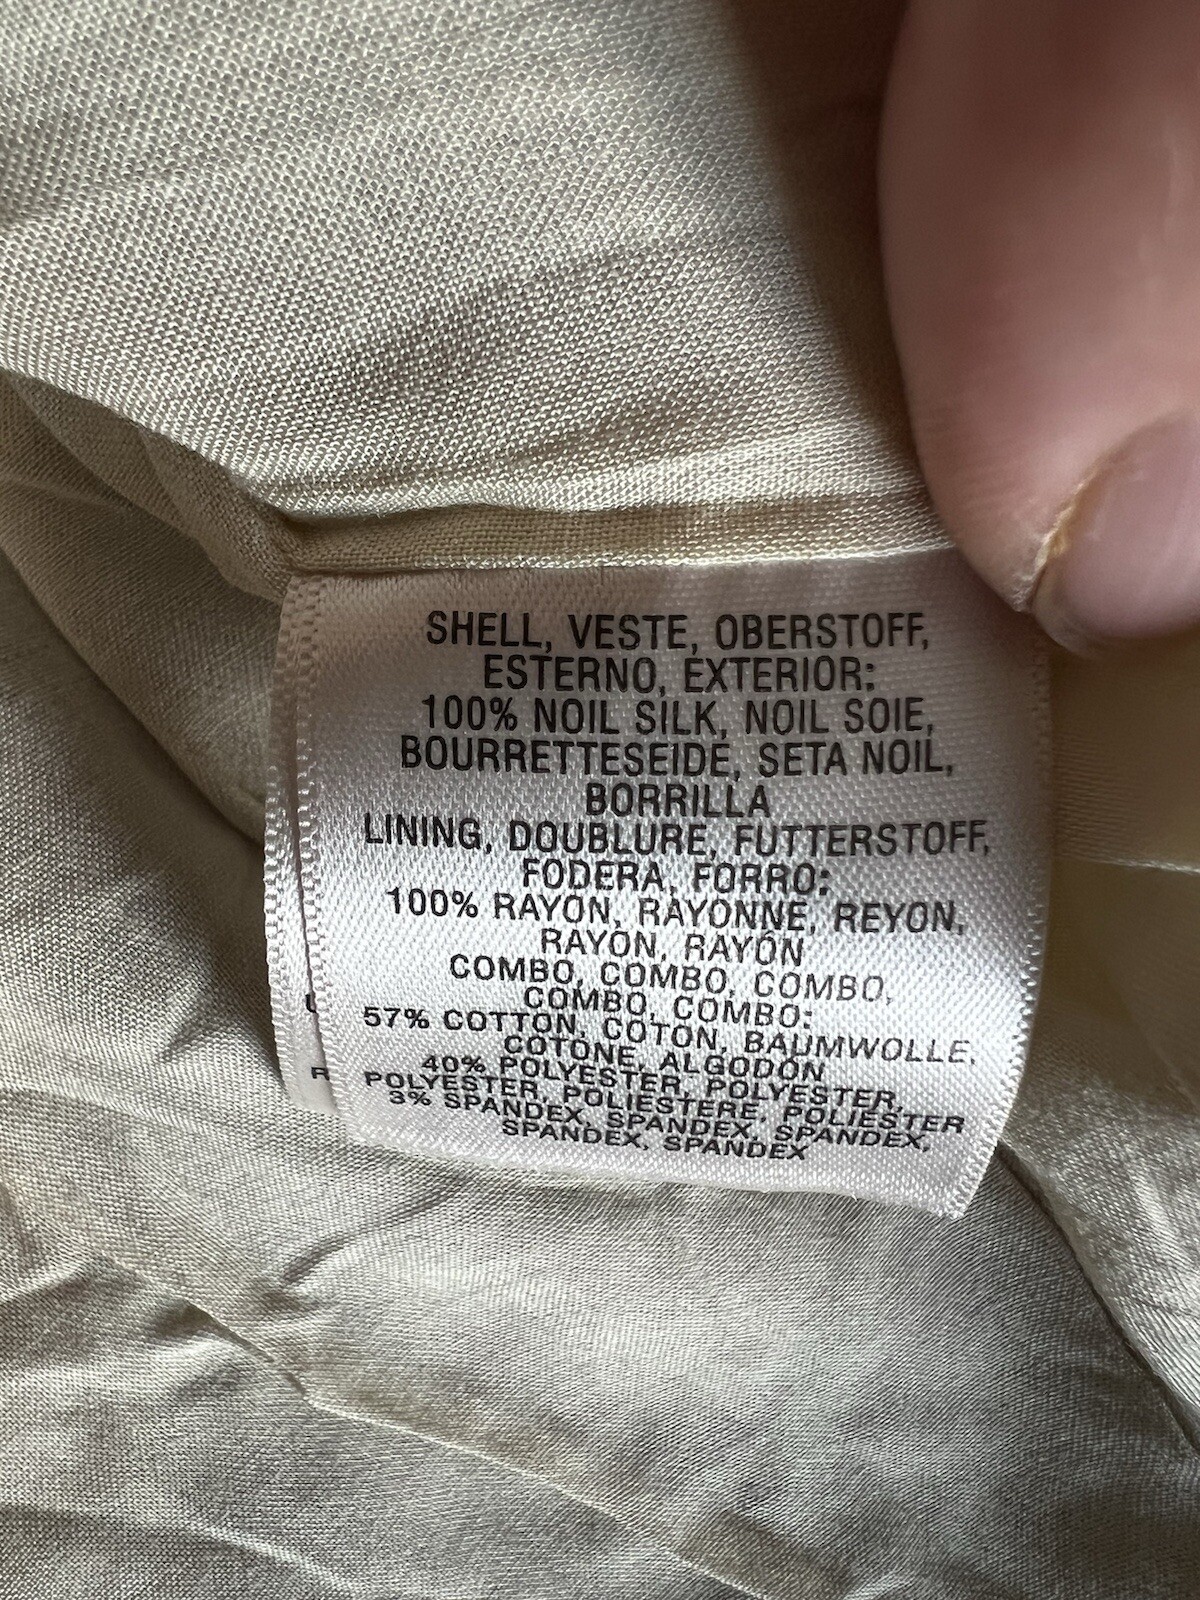 SHELL, VESTE, OBERSTOFF,
ESTERNO, EXTERIOR:
100% NOIL SILK, NOIL SOIE,
BOURRETTESEIDE, SETA NOIL,
BORRILLA
LINING, DOUBLURE, FUTTERSTOFF,
FODERA, FORRO:
100% RAYON, RAYONNE, REYON,
RAYON, RAYÓN
COMBO, COMBO, COMBO,
COMBO, COMBO:
57% COTTON, COTON, BAUMWOLLE,
COTONE, ALGODÓN
40% POLYESTER, POLYESTER,
POLYESTER, POLIESTERE, POLIESTER
3% SPANDEX, SPANDEX, SPANDEX,
SPANDEX, SPANDEX